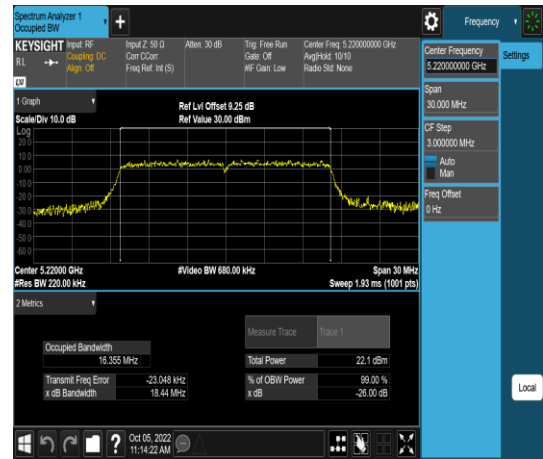 Spectrum Analyzer 1
Occupied BW
Frequency
KEYSIGHT
RL
LXI
Input: RF
Coupling: DC
Align: Off
Input Z: 50 Ω
Corr CCorr
Freq Ref: Int (S)
Atten: 30 dB
Trig: Free Run
Gate: Off
#IF Gain: Low
Center Freq: 5.220000000 GHz
Avg|Hold: 10/10
Radio Std: None
Center Frequency
5.220000000 GHz
Settings
Span
30.000 MHz
CF Step
3.000000 MHz
Auto
Man
Freq Offset
0 Hz
Local
1 Graph
Scale/Div 10.0 dB
Ref Lvl Offset 9.25 dB
Ref Value 30.00 dBm
Log
20.0
10.0
0.00
-10.0
-20.0
-30.0
-40.0
-50.0
-60.0
Center 5.22000 GHz
#Res BW 220.00 kHz
#Video BW 680.00 kHz
Span 30 MHz
Sweep 1.93 ms (1001 pts)
2 Metrics
Measure Trace
Trace 1
Occupied Bandwidth
16.355 MHz
Total Power
22.1 dBm
Transmit Freq Error
-23.048 kHz
% of OBW Power
99.00 %
x dB Bandwidth
18.44 MHz
x dB
-26.00 dB
Oct 05, 2022
11:14:22 AM